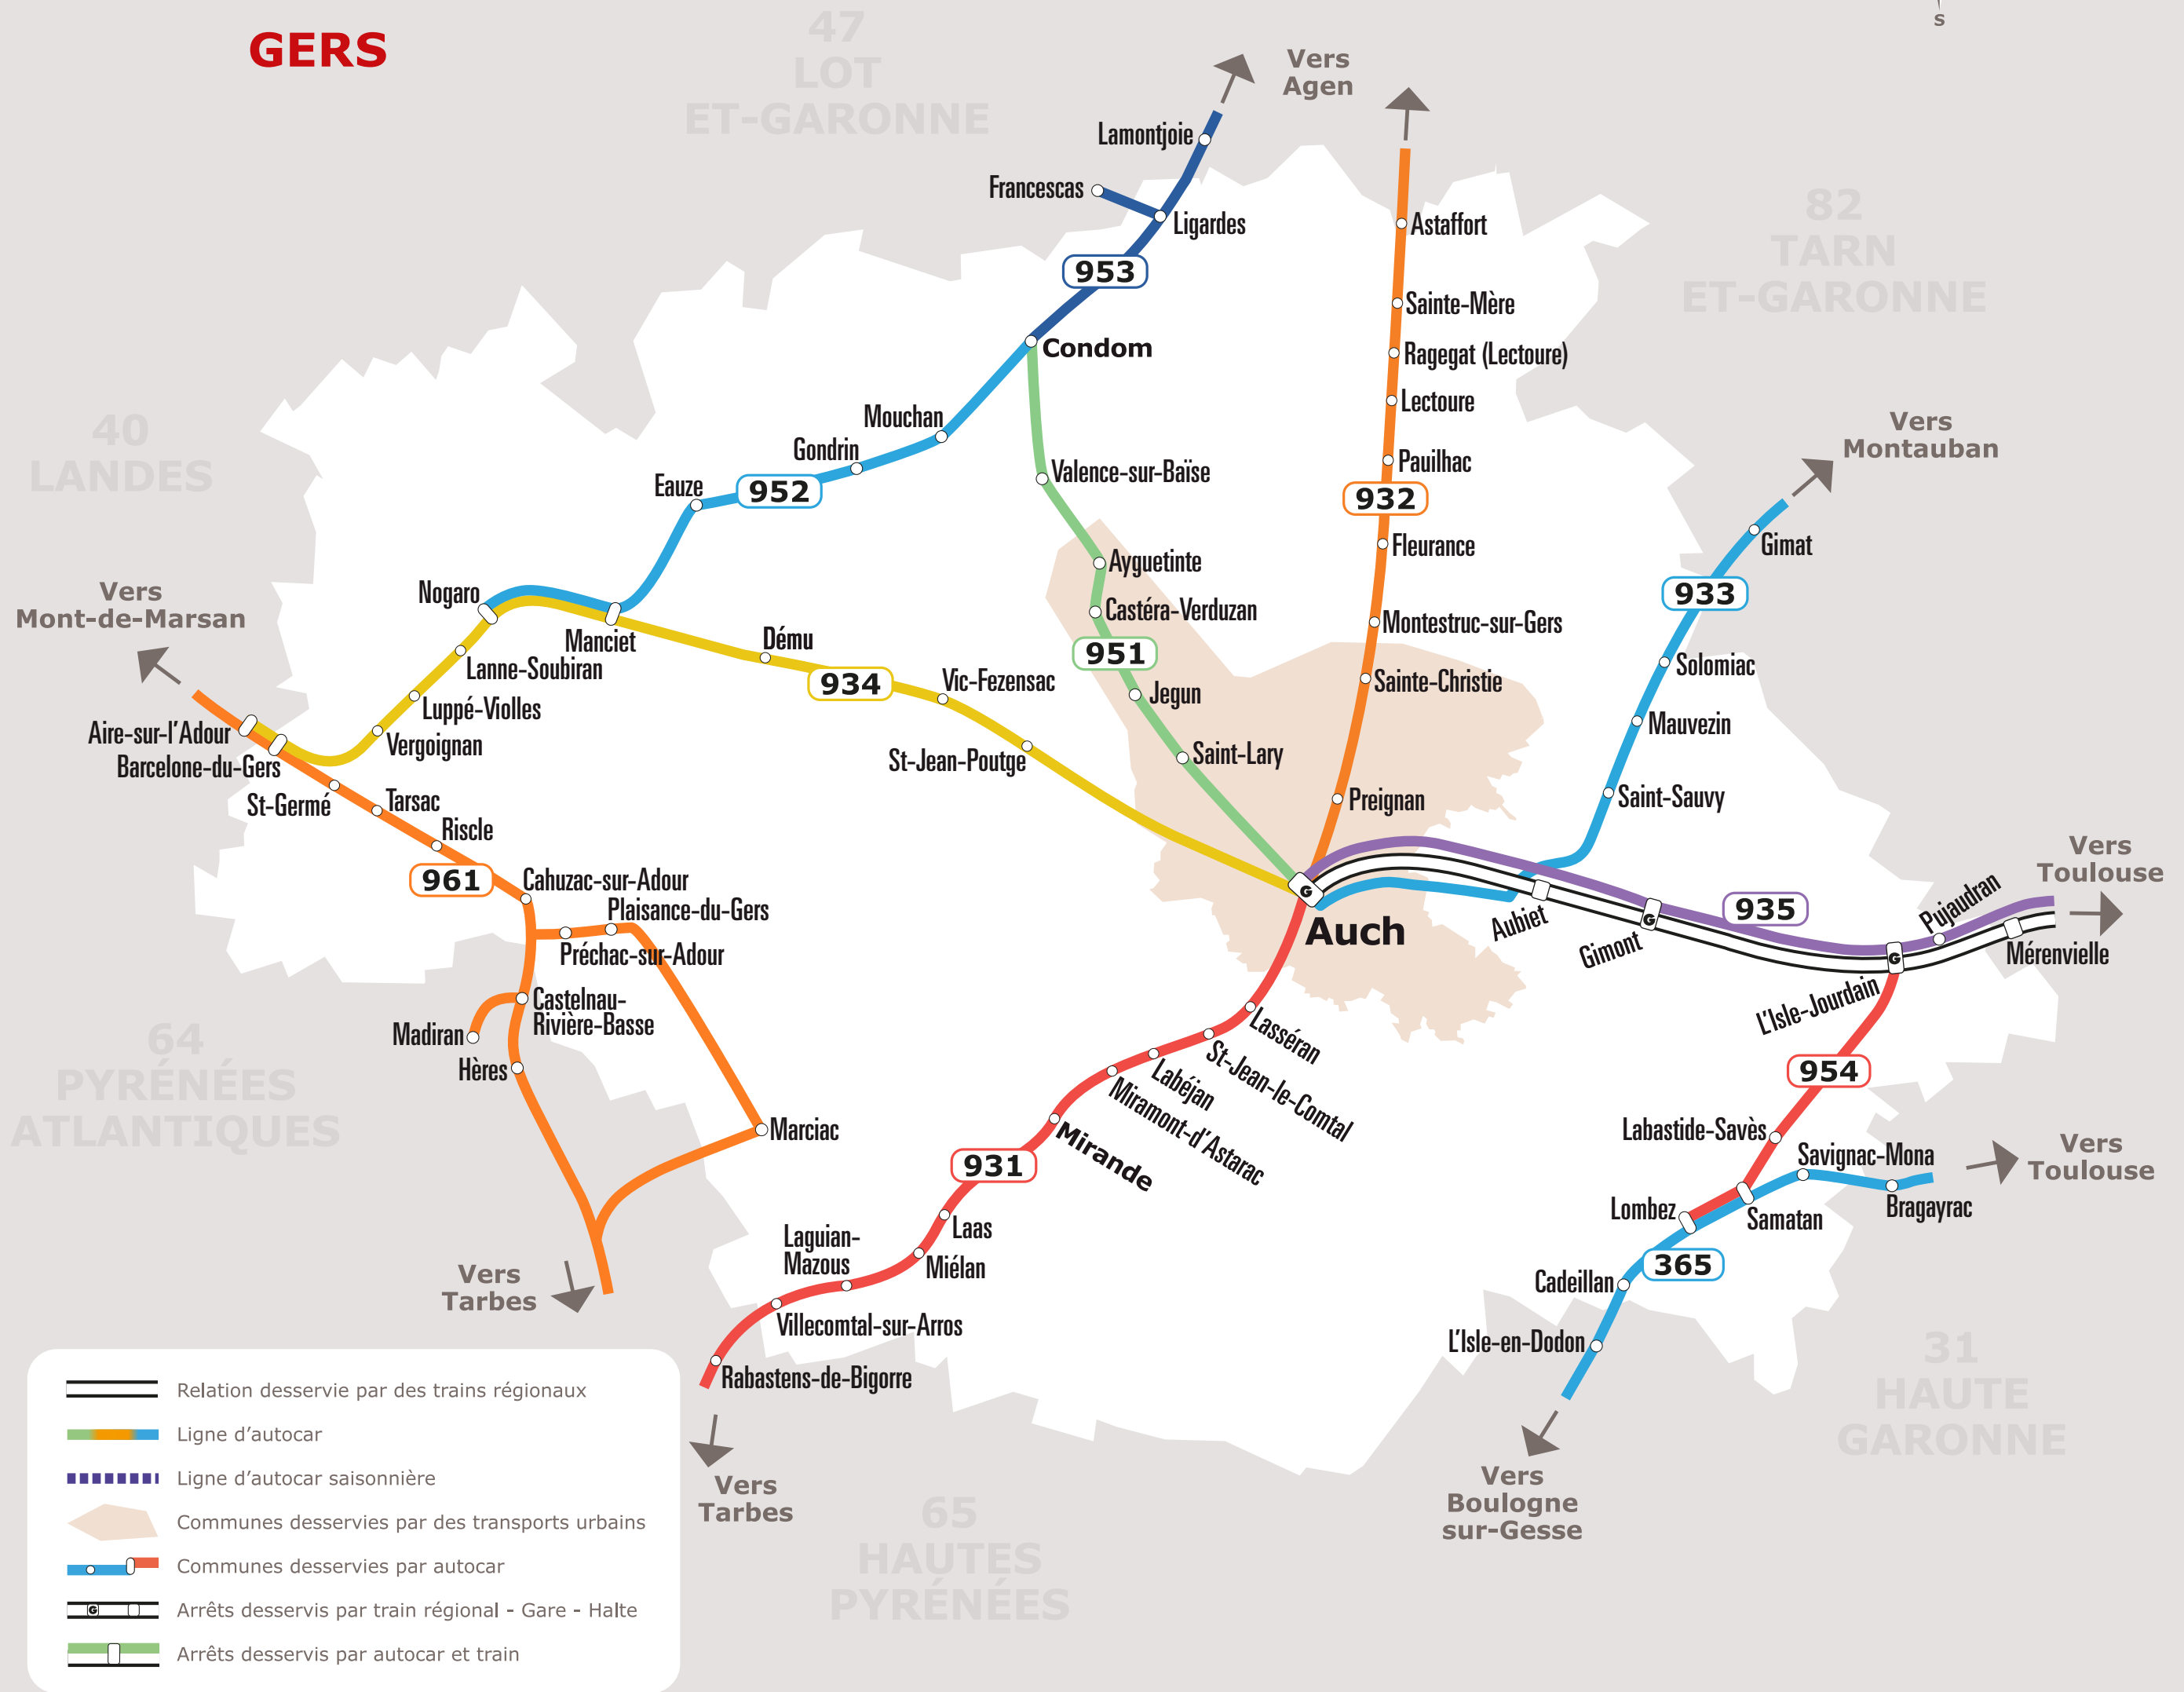 GERS
47
LOT
ET-GARONNE
s
Vers
Agen
Lamontjoie
Francescas
Ligardes
953
Condom
Astaffort
Sainte-Mère
Ragegat (Lectoure)
Lectoure
Pauilhac
932
Fleurance
Montestruc-sur-Gers
Sainte-Christie
Preignan
82
TARN
ET-GARONNE
Vers
Montauban
Gimat
933
Solomiac
Mauvezin
Saint-Sauvy
40
LANDES
Mouchan
Gondrin
952
Eauze
Valence-sur-Baïse
Ayguetinte
Castéra-Verduzan
951
Jegun
Saint-Lary
Vers
Mont-de-Marsan
Nogaro
Manciet
Lanne-Soubiran
Luppé-Violles
Vergoignan
Dému
934
Vic-Fezensac
St-Jean-Poutge
Aire-sur-l'Adour
Barcelone-du-Gers
St-Germé
Tarsac
Riscle
961
Cahuzac-sur-Adour
Plaisance-du-Gers
Préchac-sur-Adour
Castelnau-
Rivière-Basse
Madiran
Hères
Marciac
Vers
Tarbes
G
Auch
Aubiet
G
Gimont
935
G
L'Isle-Jourdain
Pujaudran
Mérenvielle
Vers
Toulouse
64
PYRÉNÉES
ATLANTIQUES
Lasséran
St-Jean-le-Comtal
Labéjan
Miramont-d'Astarac
Mirande
931
Laas
Miélan
Laguian-
Mazous
Villecomtal-sur-Arros
Rabastens-de-Bigorre
Vers
Tarbes
954
Labastide-Savès
Savignac-Mona
Bragayrac
Vers
Toulouse
Lombez
Samatan
365
Cadeillan
L'Isle-en-Dodon
Vers
Boulogne
sur-Gesse
31
HAUTE
GARONNE
65
HAUTES
PYRÉNÉES
Relation desservie par des trains régionaux
Ligne d'autocar
Ligne d'autocar saisonnière
Communes desservies par des transports urbains
Communes desservies par autocar
G
Arrêts desservis par train régional - Gare - Halte
Arrêts desservis par autocar et train